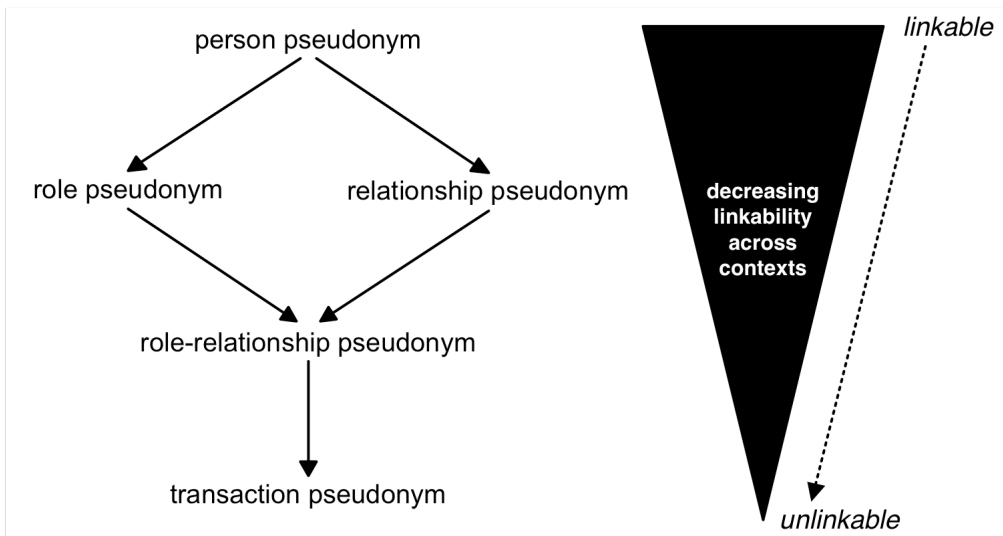 person pseudonym
linkable
role pseudonym
relationship pseudonym
decreasing
linkability
across
contexts
role-relationship pseudonym
transaction pseudonym
unlinkable